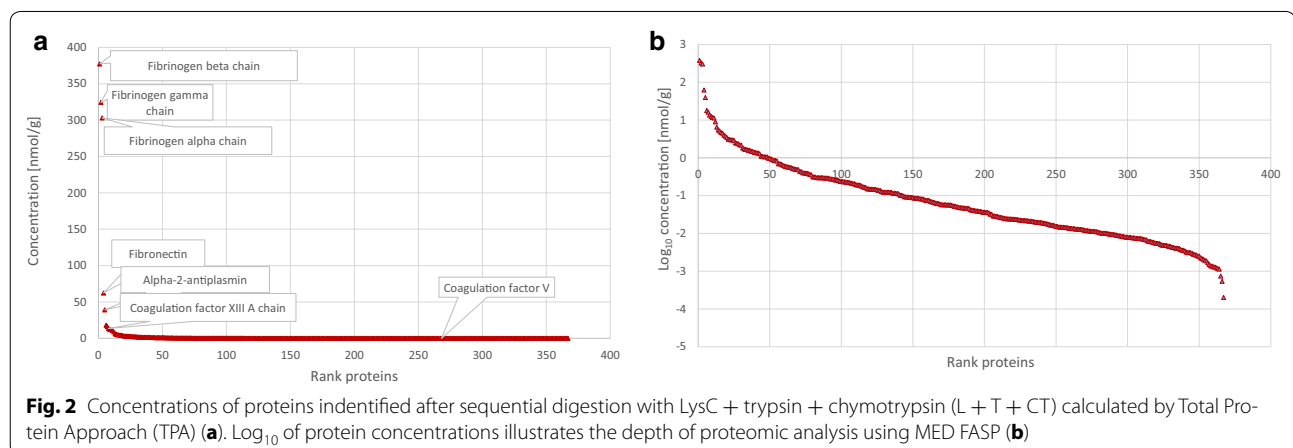 a
400
350
300
250
200
150
100
50
0
Concentration [nmol/g]
Fibrinogen beta chain
Fibrinogen gamma
chain
Fibrinogen alpha chain
Fibronectin
Alpha-2-antiplasmin
Coagulation factor XIII A chain
Coagulation factor V
0 50 100 150 200 250 300 350 400
Rank proteins
b
3
2
1
0
-1
-2
-3
-4
-5
Log10 concentration [nmol/g]
0 50 100 150 200 250 300 350 400
Rank proteins
Fig. 2 Concentrations of proteins indentified after sequential digestion with LysC + trypsin + chymotrypsin (L + T + CT) calculated by Total Pro-
tein Approach (TPA) (a). Log10 of protein concentrations illustrates the depth of proteomic analysis using MED FASP (b)